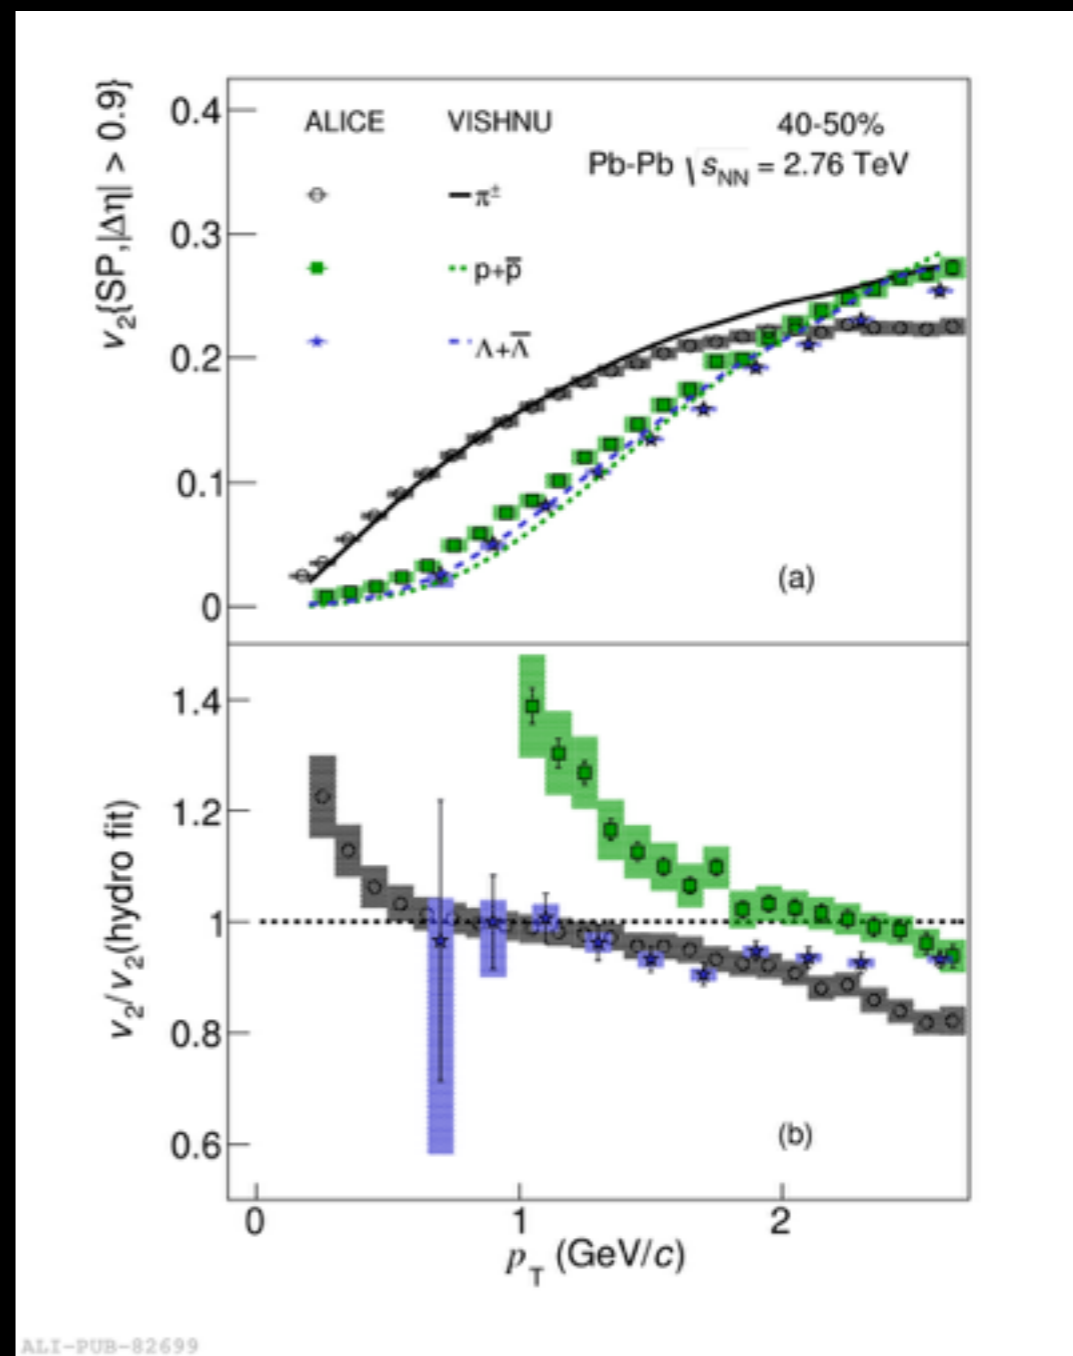 v₂{SP,|Δη| > 0.9}
0.4
0.3
0.2
0.1
0
ALICE VISHNU
π±
p+p̅
Λ+Λ̅
40-50%
Pb-Pb √s_NN = 2.76 TeV
(a)
v₂/v₂(hydro fit)
1.4
1.2
1
0.8
0.6
(b)
0 1 2
p_T (GeV/c)
ALI-PUB-82699